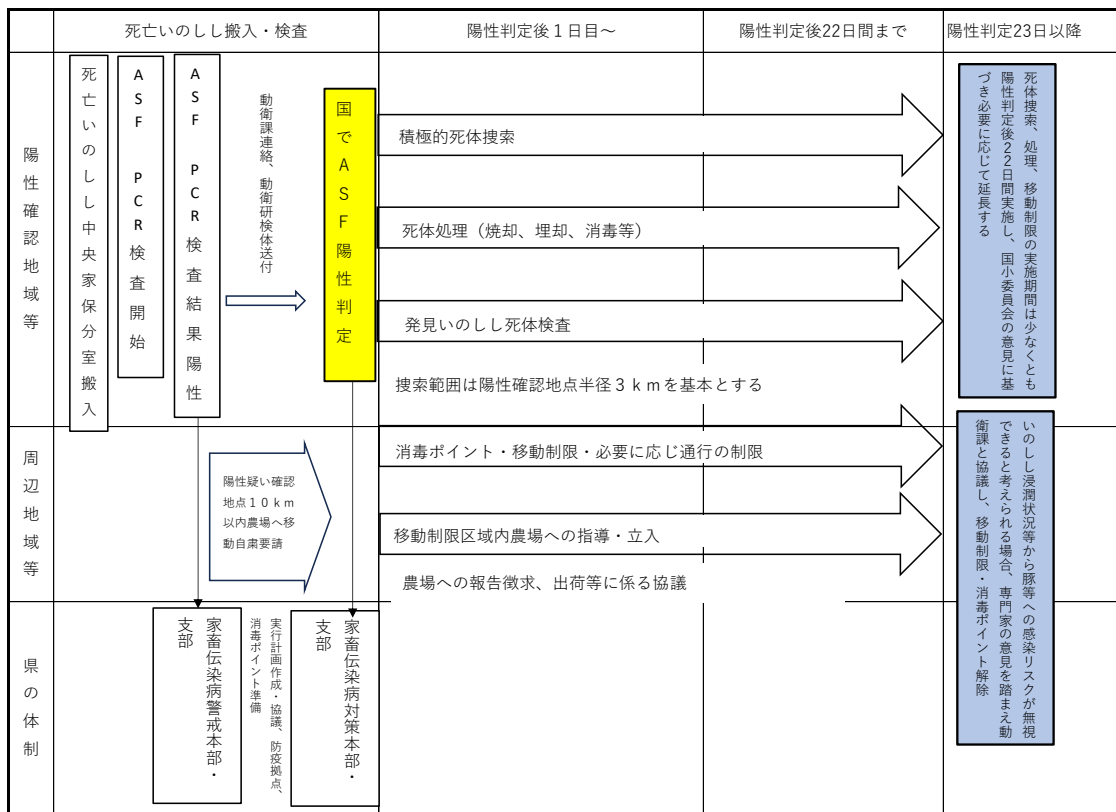 死亡いのしし搬入・検査
陽性判定後１日目～
陽性判定後22日間まで
陽性判定23日以降
陽性確認地域等
死亡いのしし中央家保分室搬入
ASF PCR検査開始
ASF PCR検査結果陽性
動衛課連絡、動衛研検体送付
国でASF陽性判定
積極的死体捜索
死体処理（焼却、埋却、消毒等）
発見いのしし死体検査
捜索範囲は陽性確認地点半径３ｋｍを基本とする
死体捜索、処理、移動制限の実施期間は少なくとも
陽性判定後２２日間実施し、国小委員会の意見に基
づき必要に応じて延長する
周辺地域等
陽性疑い確認
地点１０ｋｍ
以内農場へ移
動自粛要請
消毒ポイント・移動制限・必要に応じ通行の制限
移動制限区域内農場への指導・立入
農場への報告徴求、出荷等に係る協議
いのしし浸潤状況等から豚等への感染リスクが無視
できると考えられる場合、専門家の意見を踏まえ動
衛課と協議し、移動制限・消毒ポイント解除
県の体制
家畜伝染病警戒本部・
支部
実行計画作成・協議、防疫拠点、
消毒ポイント準備
家畜伝染病対策本部・
支部